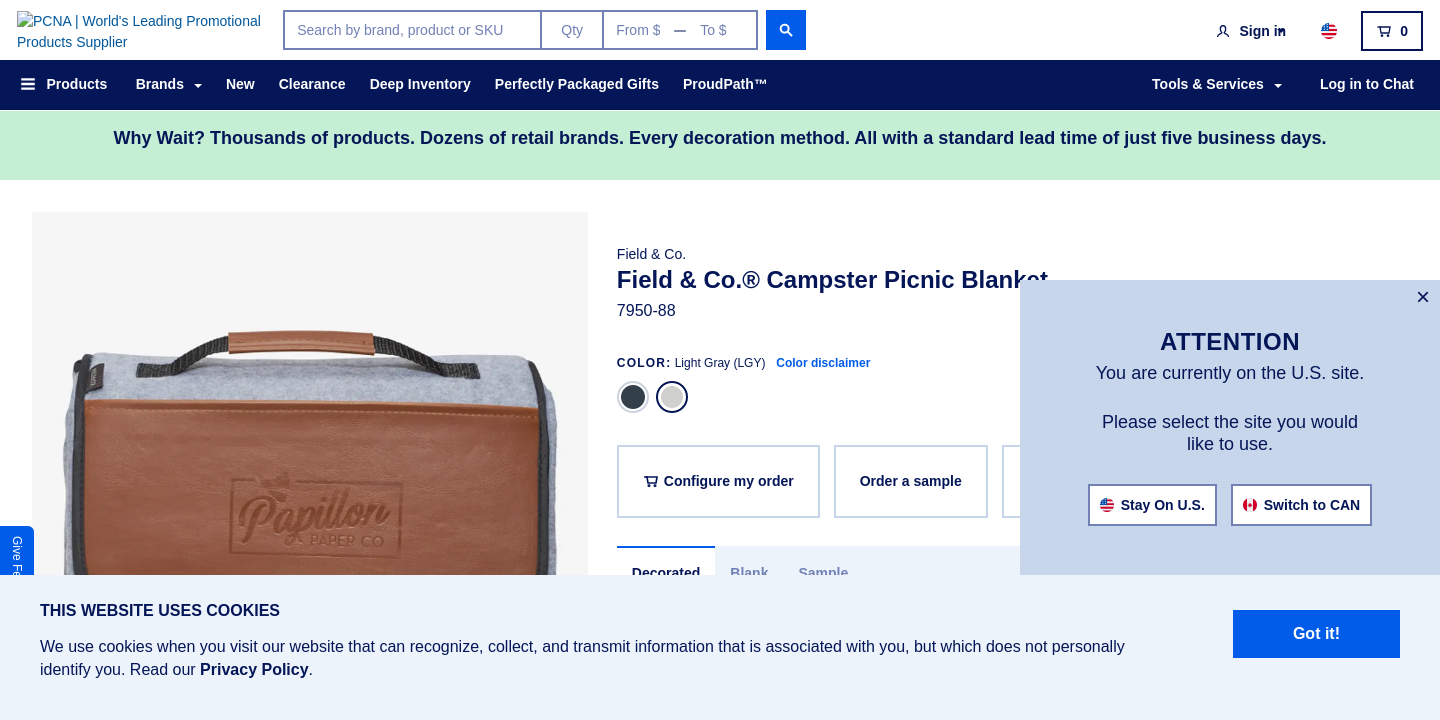 PCNA | World's Leading Promotional
Products Supplier
Search by brand, product or SKU
Qty
From $
To $
Sign in
0
Products
Brands
New
Clearance
Deep Inventory
Perfectly Packaged Gifts
ProudPath™
Tools & Services
Log in to Chat
Why Wait? Thousands of products. Dozens of retail brands. Every decoration method. All with a standard lead time of just five business days.
Field & Co.
Field & Co.® Campster Picnic Blanket
7950-88
COLOR: Light Gray (LGY) Color disclaimer
Configure my order
Order a sample
Decorated
Blank
Sample
Papillon
PAPER CO
Give Fe
×
ATTENTION
You are currently on the U.S. site.
Please select the site you would
like to use.
Stay On U.S.
Switch to CAN
THIS WEBSITE USES COOKIES
We use cookies when you visit our website that can recognize, collect, and transmit information that is associated with you, but which does not personally
identify you. Read our Privacy Policy.
Got it!